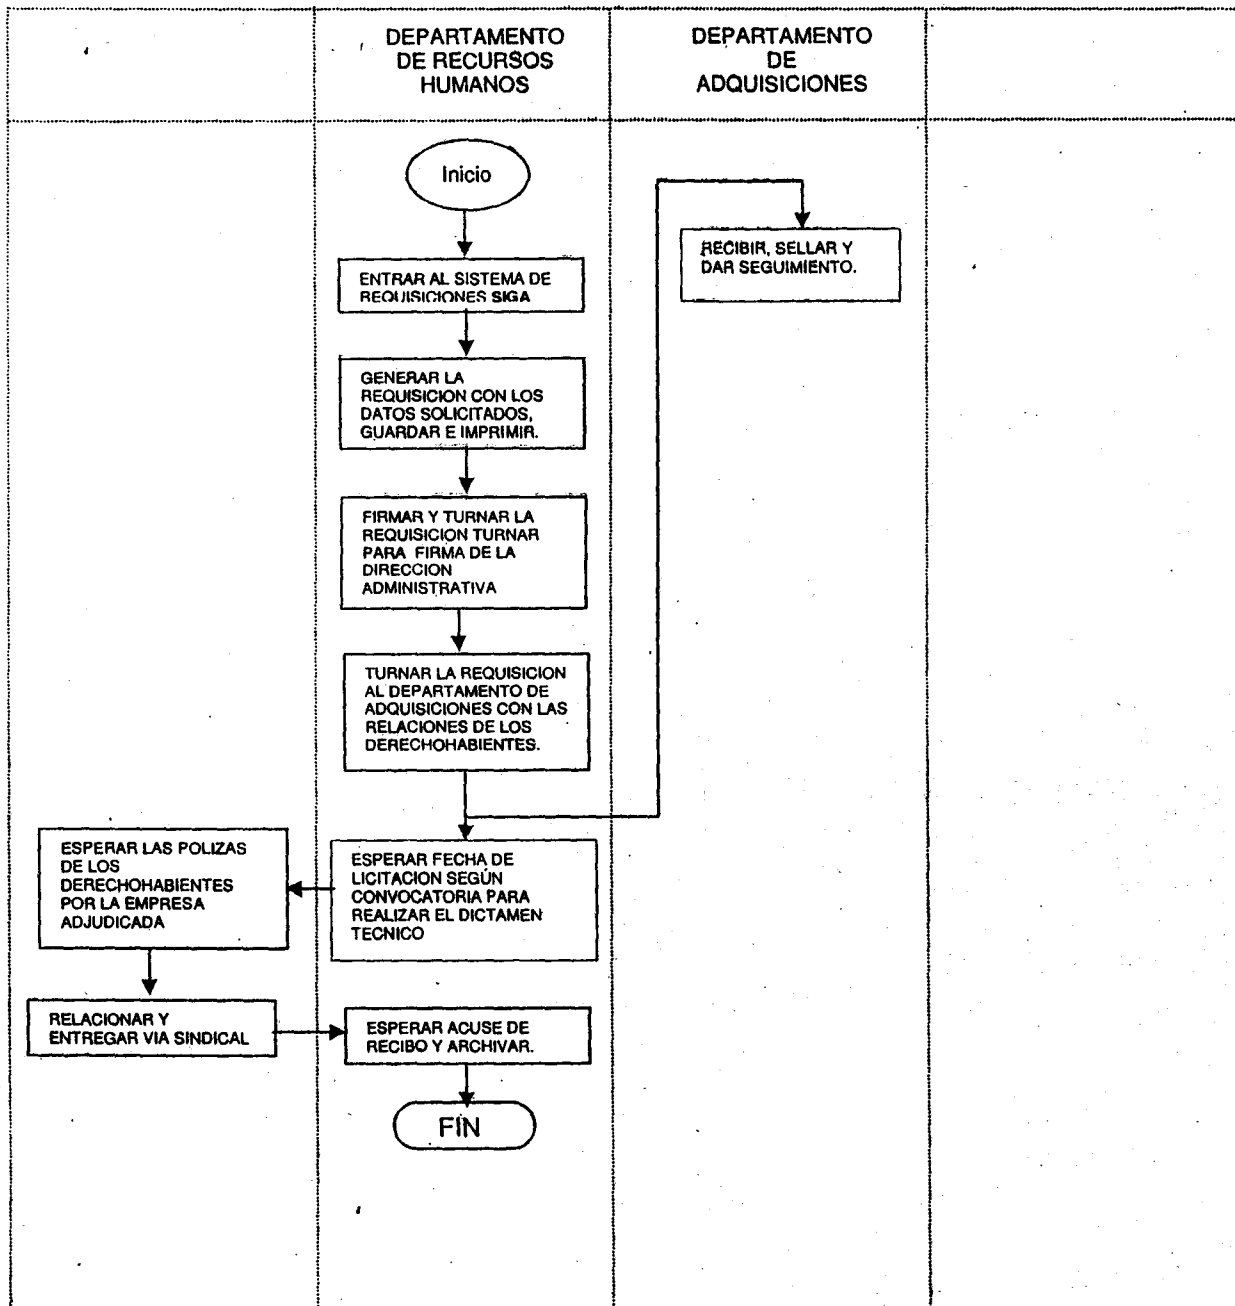 DEPARTAMENTO
DE RECURSOS
HUMANOS
DEPARTAMENTO
DE
ADQUISICIONES
Inicio
RECIBIR, SELLAR Y
DAR SEGUIMIENTO.
ENTRAR AL SISTEMA DE
REQUISICIONES SIGA
GENERAR LA
REQUISICION CON LOS
DATOS SOLICITADOS,
GUARDAR E IMPRIMIR.
FIRMAR Y TURNAR LA
REQUISICION TURNAR
PARA FIRMA DE LA
DIRECCION
ADMINISTRATIVA
TURNAR LA REQUISICION
AL DEPARTAMENTO DE
ADQUISICIONES CON LAS
RELACIONES DE LOS
DERECHOHABIENTES.
ESPERAR LAS POLIZAS
DE LOS
DERECHOHABIENTES
POR LA EMPRESA
ADJUDICADA
ESPERAR FECHA DE
LICITACION SEGÚN
CONVOCATORIA PARA
REALIZAR EL DICTAMEN
TECNICO
RELACIONAR Y
ENTREGAR VIA SINDICAL
ESPERAR ACUSE DE
RECIBO Y ARCHIVAR.
FIN